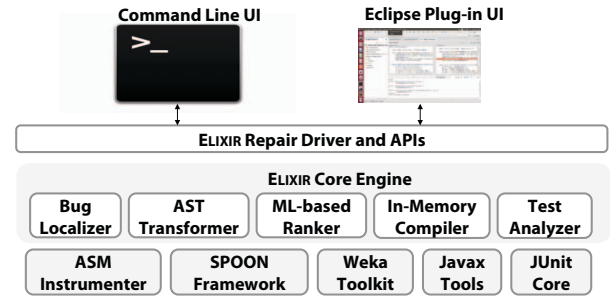 Command Line UI
Eclipse Plug-in UI
>_
ELIXIR Repair Driver and APIs
ELIXIR Core Engine
Bug Localizer
AST Transformer
ML-based Ranker
In-Memory Compiler
Test Analyzer
ASM Instrumenter
SPOON Framework
Weka Toolkit
Javax Tools
JUnit Core